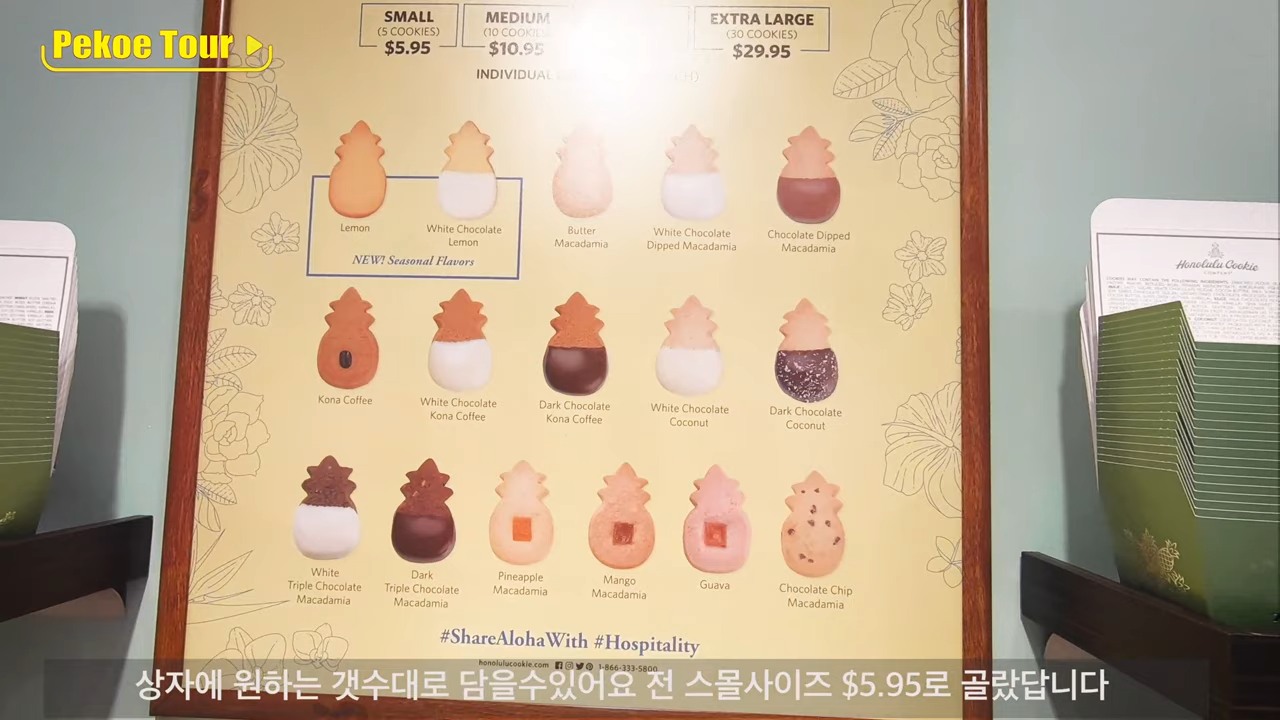 Pekoe Tour
SMALL
(5 COOKIES)
$5.95
MEDIUM
(10 COOKIES)
$10.95
EXTRA LARGE
(30 COOKIES)
$29.95
INDIVIDUAL
Lemon
White Chocolate
Lemon
NEW! Seasonal Flavors
Butter
Macadamia
White Chocolate
Dipped Macadamia
Chocolate Dipped
Macadamia
Kona Coffee
White Chocolate
Kona Coffee
Dark Chocolate
Kona Coffee
White Chocolate
Coconut
Dark Chocolate
Coconut
White
Triple Chocolate
Macadamia
Dark
Triple Chocolate
Macadamia
Pineapple
Macadamia
Mango
Macadamia
Guava
Chocolate Chip
Macadamia
#ShareAlohaWith #Hospitality
honolulucookie.com 1-866-333-5800
Honolulu Cookie
COMPANY
상자에 원하는 갯수대로 담을수있어요 전 스몰사이즈 $5.95로 골랐답니다